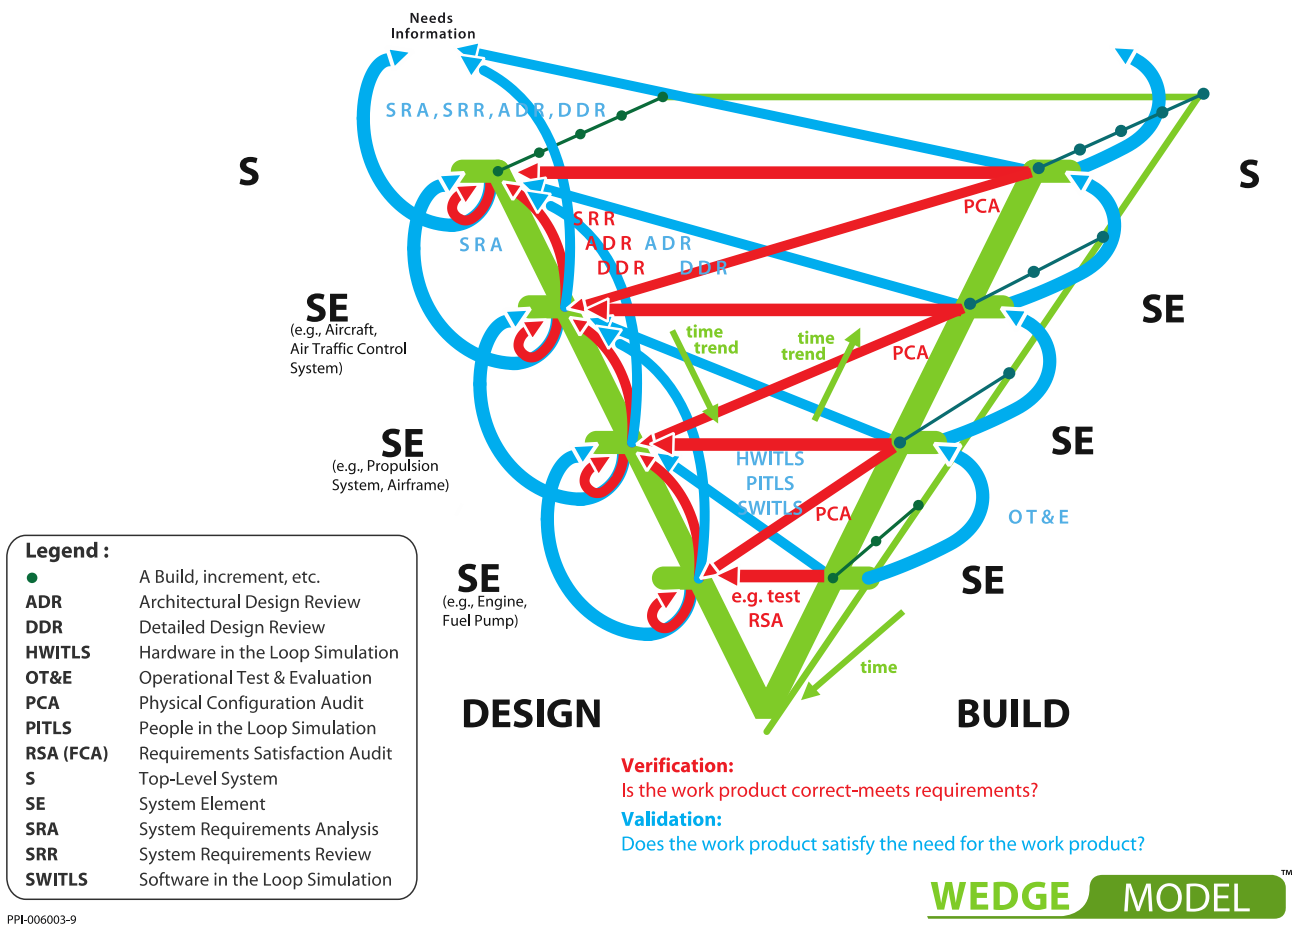 Needs
Information
SRA, SRR, ADR, DDR
S
S
PCA
SRR
SRA
ADR ADR
DDR DDR
SE
(e.g., Aircraft,
Air Traffic Control
System)
SE
time
trend
time
trend
PCA
SE
(e.g., Propulsion
System, Airframe)
SE
HWITLS
PITLS
SWITLS
PCA
OT&E
SE
(e.g., Engine,
Fuel Pump)
SE
e.g. test
RSA
time
DESIGN
BUILD
Legend :
A Build, increment, etc.
ADR Architectural Design Review
DDR Detailed Design Review
HWITLS Hardware in the Loop Simulation
OT&E Operational Test & Evaluation
PCA Physical Configuration Audit
PITLS People in the Loop Simulation
RSA (FCA) Requirements Satisfaction Audit
S Top-Level System
SE System Element
SRA System Requirements Analysis
SRR System Requirements Review
SWITLS Software in the Loop Simulation
Verification:
Is the work product correct-meets requirements?
Validation:
Does the work product satisfy the need for the work product?
WEDGE MODEL ™
PPI-006003-9